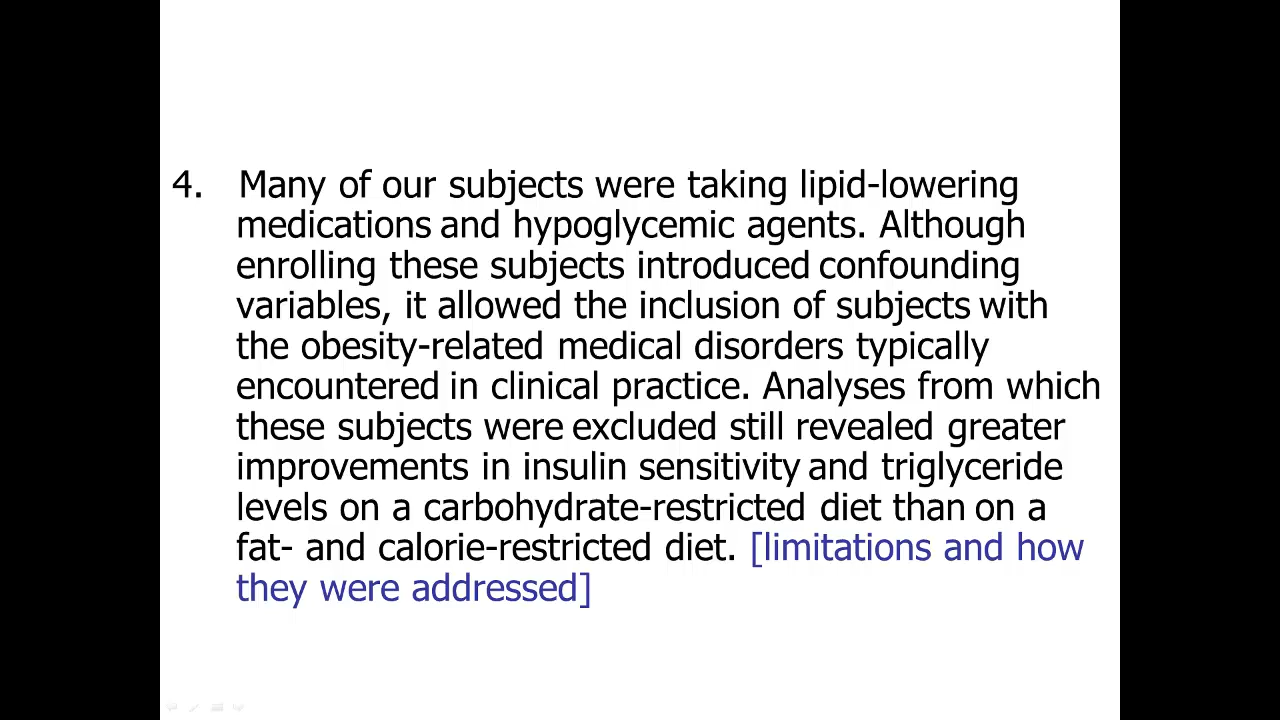 4. Many of our subjects were taking lipid-lowering
medications and hypoglycemic agents. Although
enrolling these subjects introduced confounding
variables, it allowed the inclusion of subjects with
the obesity-related medical disorders typically
encountered in clinical practice. Analyses from which
these subjects were excluded still revealed greater
improvements in insulin sensitivity and triglyceride
levels on a carbohydrate-restricted diet than on a
fat- and calorie-restricted diet. [limitations and how
they were addressed]